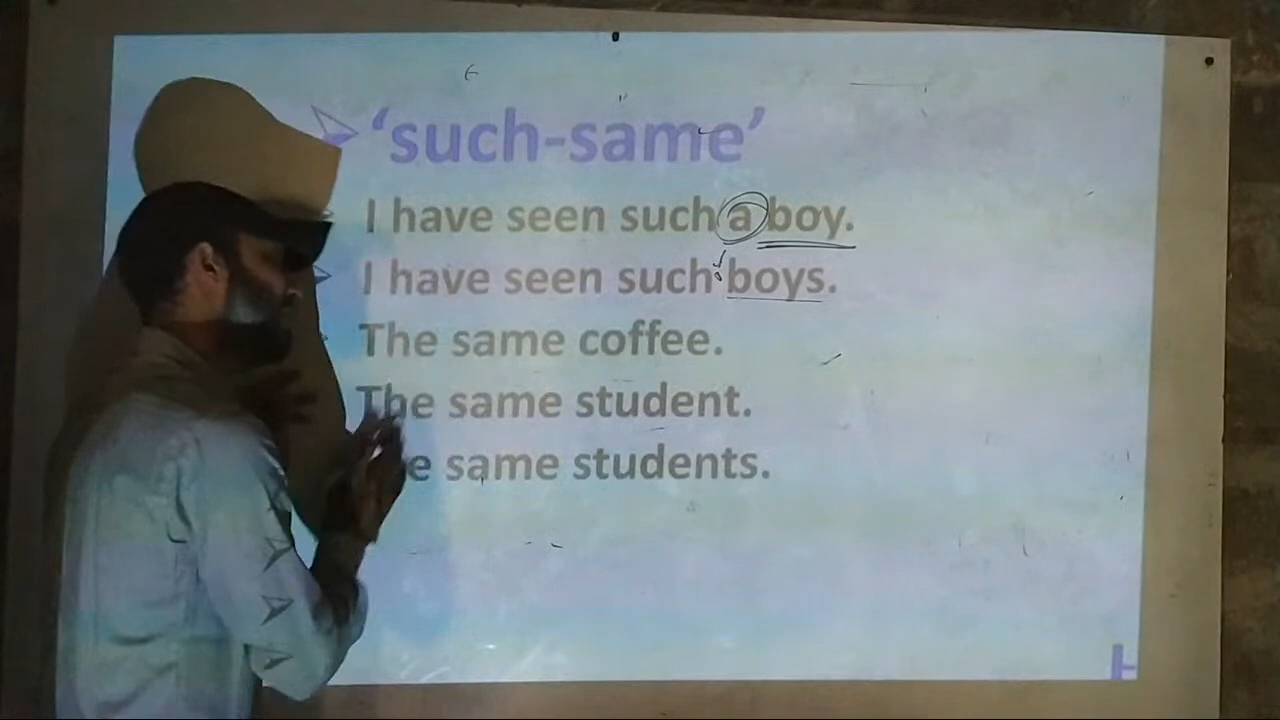 ‘such-same’
I have seen such a boy.
I have seen such boys.
The same coffee.
The same student.
same students.